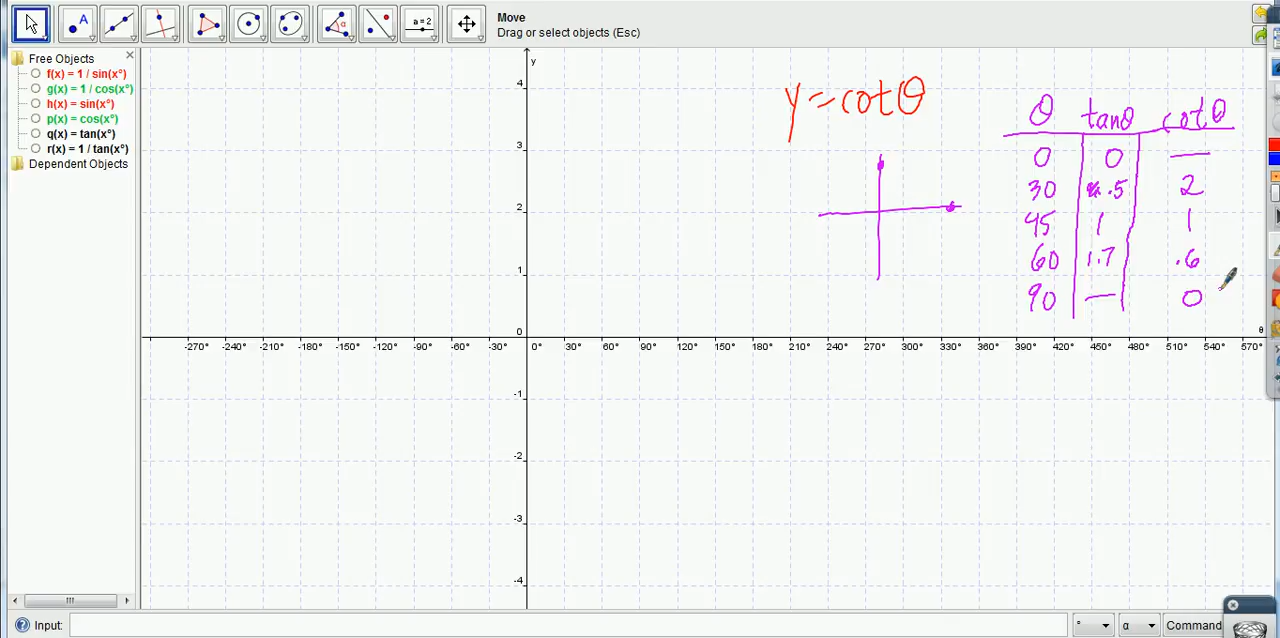 Move
Drag or select objects (Esc)
A
α
a = 2
Free Objects
f(x) = 1 / sin(x°)
g(x) = 1 / cos(x°)
h(x) = sin(x°)
p(x) = cos(x°)
q(x) = tan(x°)
r(x) = 1 / tan(x°)
Dependent Objects
y
4
3
2
1
0
-270° -240° -210° -180° -150° -120° -90° -60° -30° 0° 30° 60° 90° 120° 150° 180° 210° 240° 270° 300° 330° 360° 390° 420° 450° 480° 510° 540° 570°
θ
-1
-2
-3
-4
y = cot θ
θ tanθ cot θ
0 0 —
30 .5 2
45 1 1
60 1.7 .6
90 — 0
Input: ° α Command